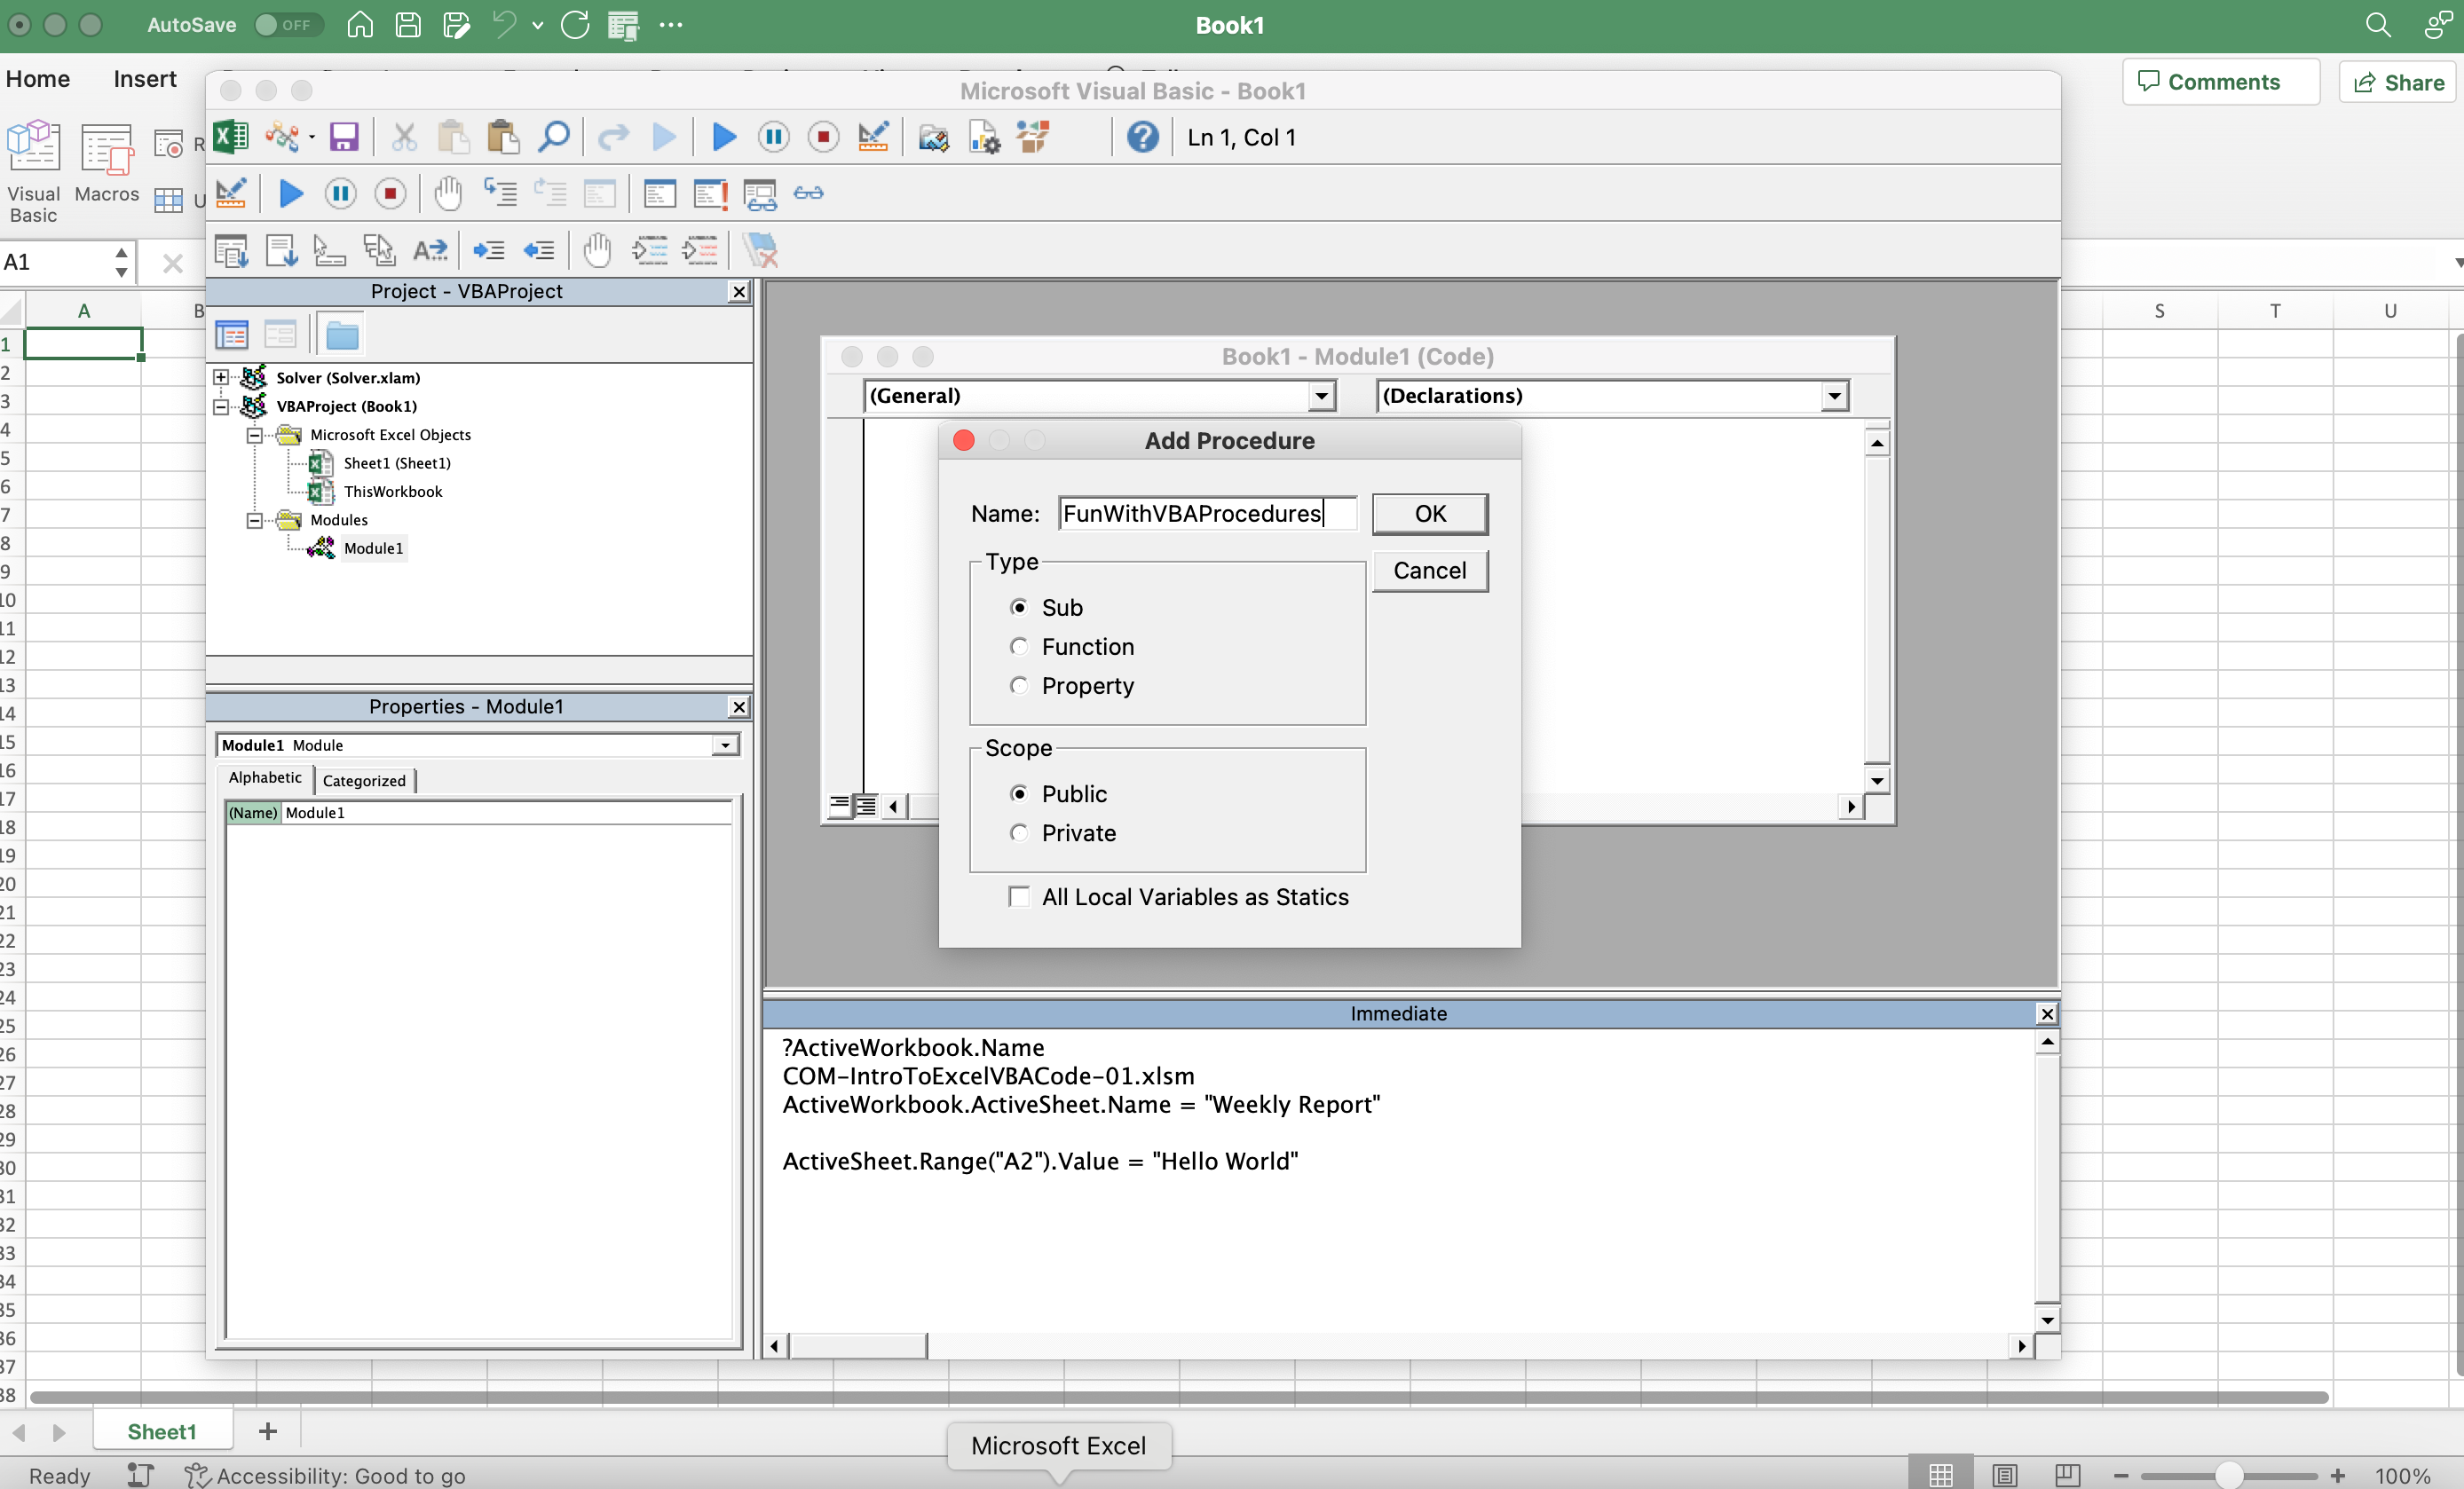 AutoSave OFF Book1
Home Insert Comments Share
Microsoft Visual Basic - Book1
Ln 1, Col 1
Visual Basic
Macros
A1
Project - VBAProject
A S T U
Solver (Solver.xlam)
VBAProject (Book1)
Microsoft Excel Objects
Sheet1 (Sheet1)
ThisWorkbook
Modules
Module1
Book1 - Module1 (Code)
(General) (Declarations)
Add Procedure
Name: FunWithVBAProcedures OK
Cancel
Type
Sub
Function
Property
Scope
Public
Private
All Local Variables as Statics
Properties - Module1
Module1 Module
Alphabetic Categorized
(Name) Module1
Immediate
?ActiveWorkbook.Name
COM-IntroToExcelVBACode-01.xlsm
ActiveWorkbook.ActiveSheet.Name = "Weekly Report"
ActiveSheet.Range("A2").Value = "Hello World"
1
2
3
4
5
6
7
8
9
10
11
12
13
14
15
16
17
18
19
20
21
22
23
24
25
26
27
28
29
30
31
32
33
34
35
36
37
38
Sheet1
Microsoft Excel
Ready Accessibility: Good to go 100%